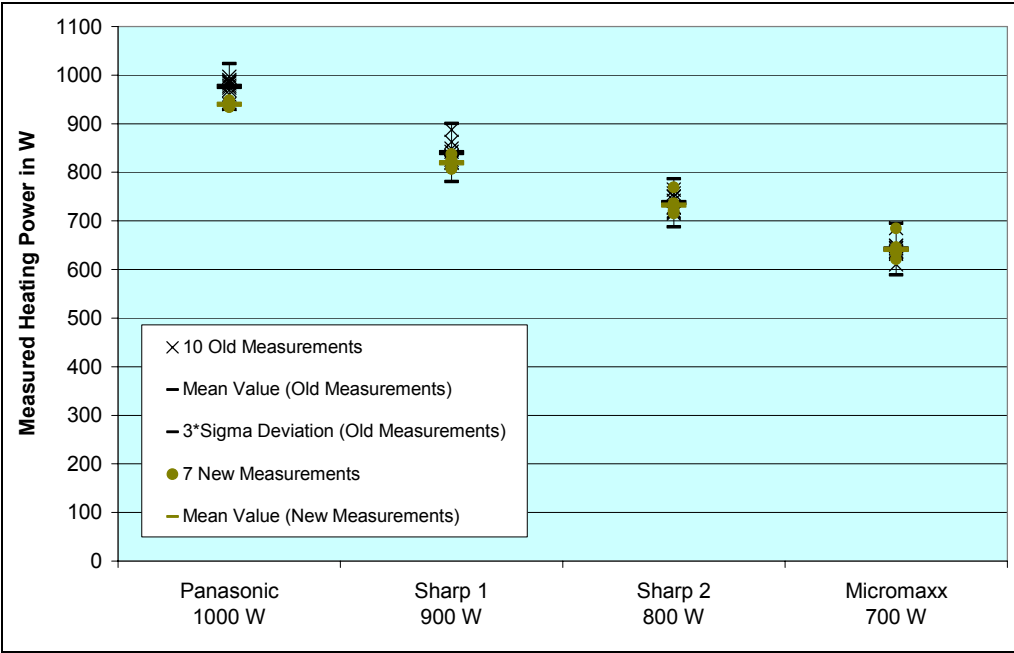 1100
1000
900
800
700
600
500
400
300
200
100
0
Measured Heating Power in W
10 Old Measurements
Mean Value (Old Measurements)
3*Sigma Deviation (Old Measurements)
7 New Measurements
Mean Value (New Measurements)
Panasonic Sharp 1 Sharp 2 Micromaxx
1000 W 900 W 800 W 700 W